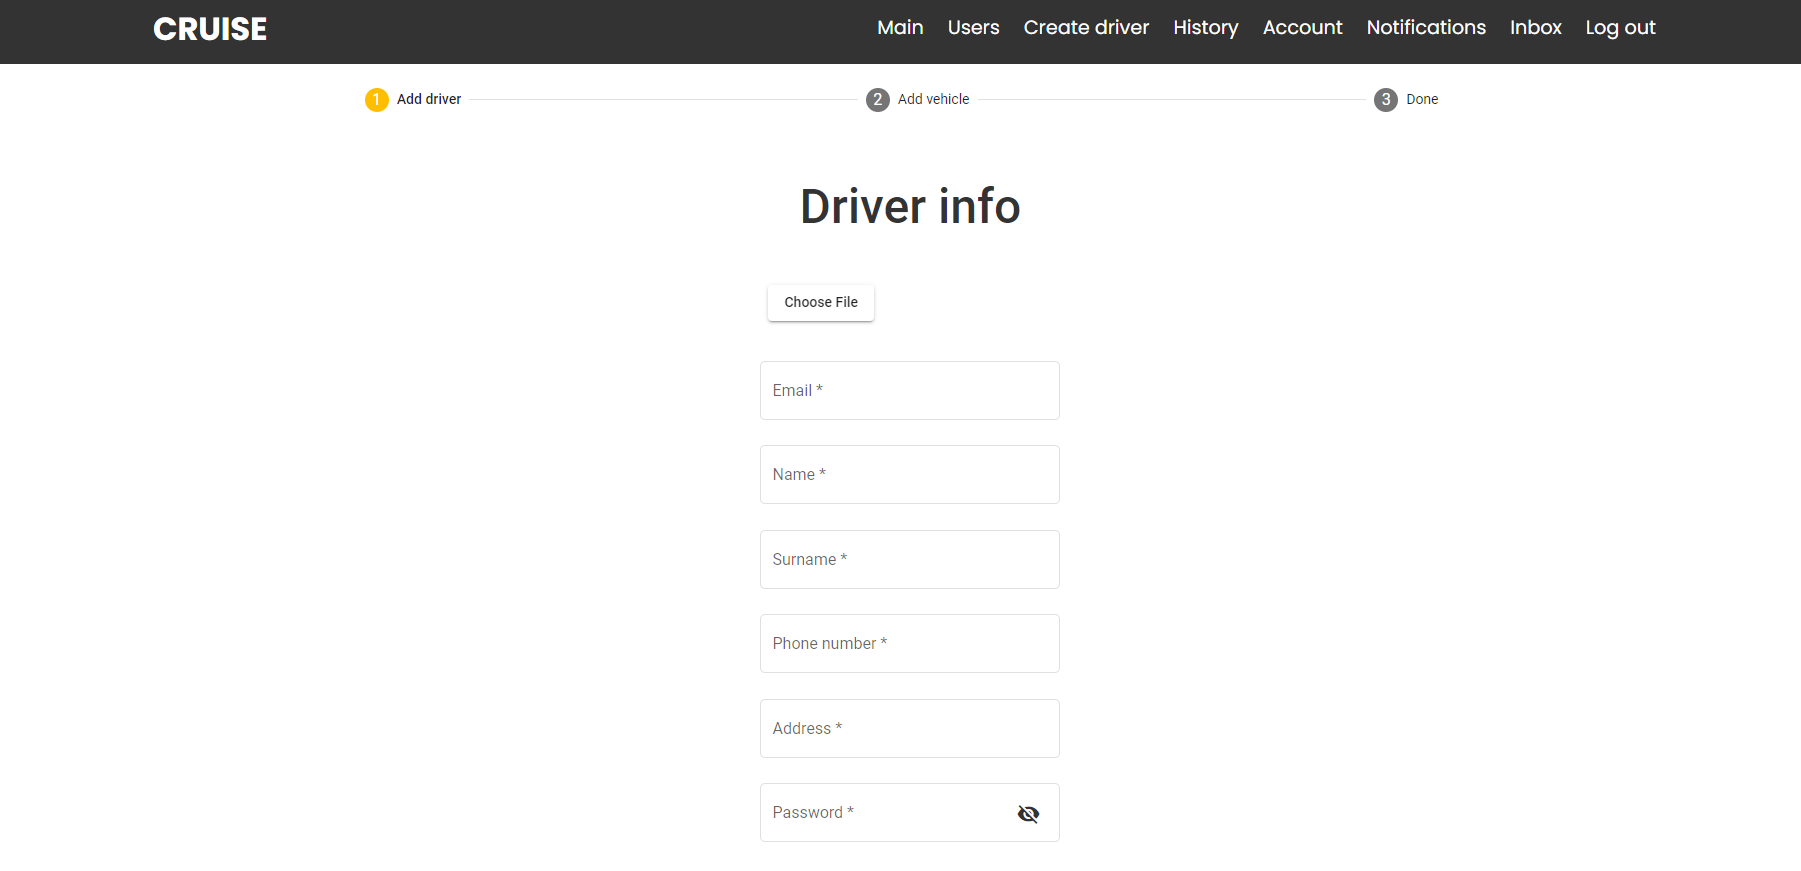 CRUISE
Main Users Create driver History Account Notifications Inbox Log out
1 Add driver 2 Add vehicle 3 Done
Driver info
Choose File
Email *
Name *
Surname *
Phone number *
Address *
Password *